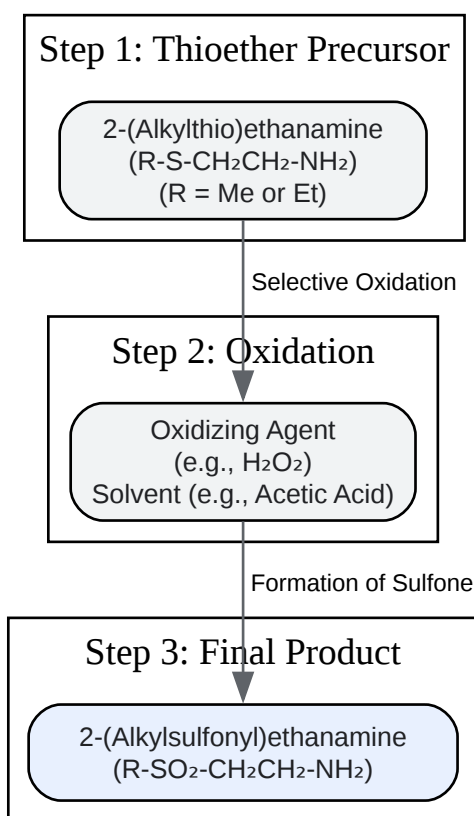 Step 1: Thioether Precursor
2-(Alkylthio)ethanamine
(R-S-CH₂CH₂-NH₂)
(R = Me or Et)
Selective Oxidation
Step 2: Oxidation
Oxidizing Agent
(e.g., H₂O₂)
Solvent (e.g., Acetic Acid)
Formation of Sulfone
Step 3: Final Product
2-(Alkylsulfonyl)ethanamine
(R-SO₂-CH₂CH₂-NH₂)